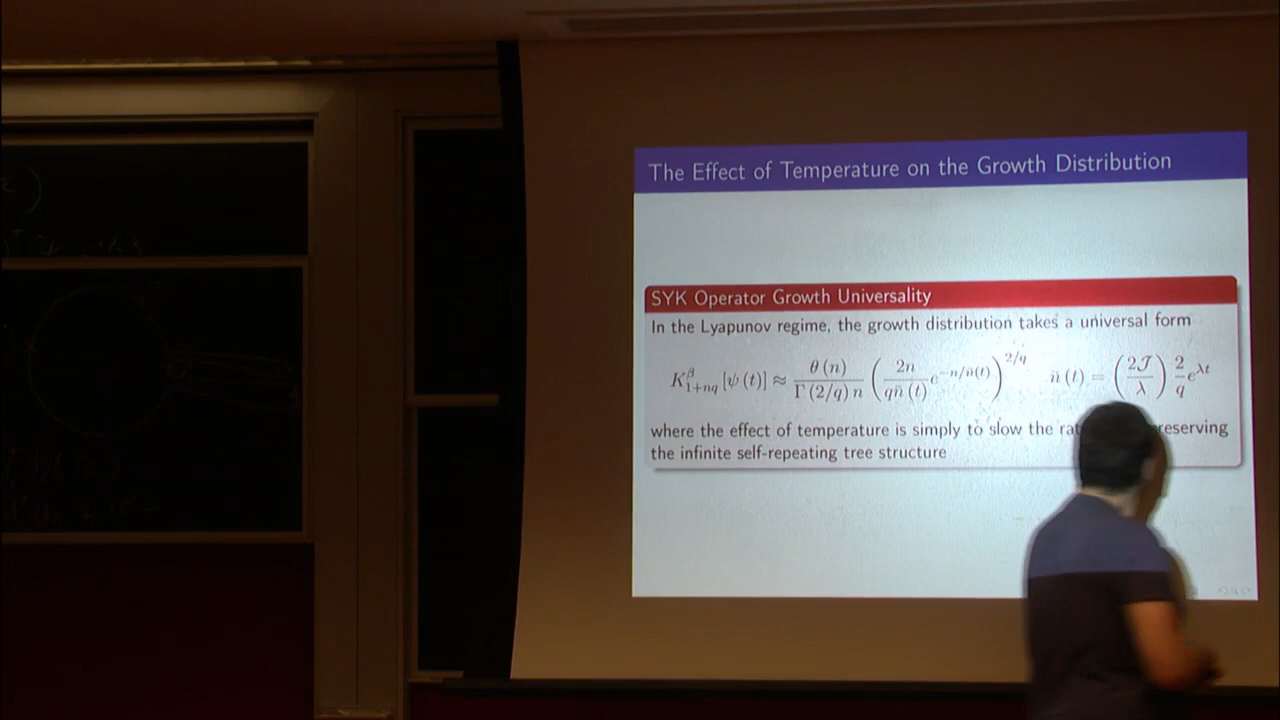 The Effect of Temperature on the Growth Distribution
SYK Operator Growth Universality
In the Lyapunov regime, the growth distribution takes a universal form
K^β_{1+nq} [ψ(t)] ≈ θ(n) / Γ(2/q) n ( 2n / q n̄(t) e^{−n/n̄(t)} )^{2/q} n̄(t) = ( 2𝒥 / λ ) 2/q e^{λt}
where the effect of temperature is simply to slow the
the infinite self-repeating tree structure